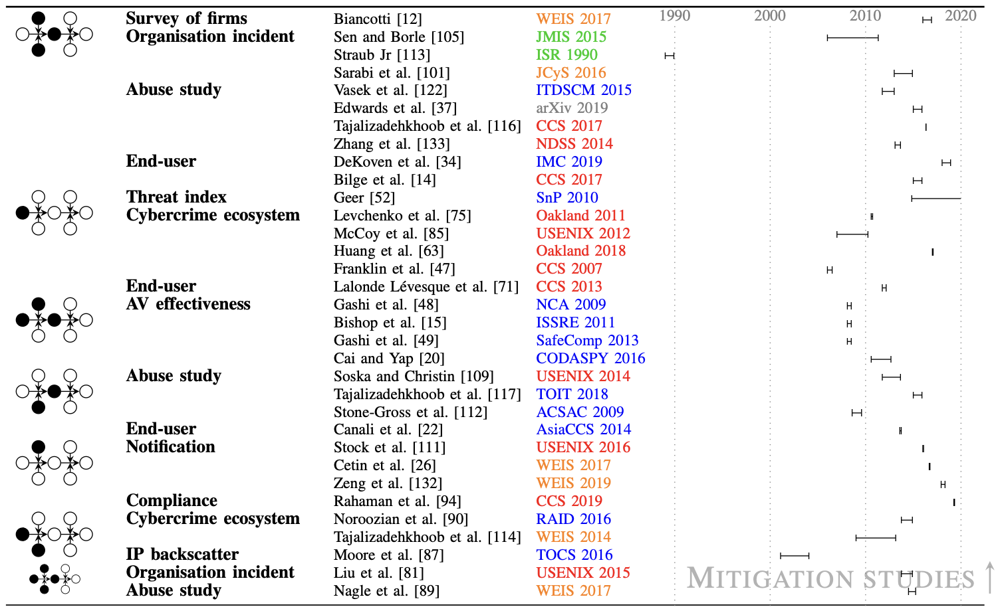 Survey of firms Biancotti [12] WEIS 2017 1990 2000 2010 2020
Organisation incident Sen and Borle [105] JMIS 2015
Straub Jr [113] ISR 1990
Sarabi et al. [101] JCyS 2016
Abuse study Vasek et al. [122] ITDSCM 2015
Edwards et al. [37] arXiv 2019
Tajalizadehkhoob et al. [116] CCS 2017
Zhang et al. [133] NDSS 2014
End-user DeKoven et al. [34] IMC 2019
Bilge et al. [14] CCS 2017
Threat index Geer [52] SnP 2010
Cybercrime ecosystem Levchenko et al. [75] Oakland 2011
McCoy et al. [85] USENIX 2012
Huang et al. [63] Oakland 2018
Franklin et al. [47] CCS 2007
End-user Lalonde Lévesque et al. [71] CCS 2013
AV effectiveness Gashi et al. [48] NCA 2009
Bishop et al. [15] ISSRE 2011
Gashi et al. [49] SafeComp 2013
Cai and Yap [20] CODASPY 2016
Abuse study Soska and Christin [109] USENIX 2014
Tajalizadehkhoob et al. [117] TOIT 2018
Stone-Gross et al. [112] ACSAC 2009
End-user Canali et al. [22] AsiaCCS 2014
Notification Stock et al. [111] USENIX 2016
Cetin et al. [26] WEIS 2017
Zeng et al. [132] WEIS 2019
Compliance Rahaman et al. [94] CCS 2019
Cybercrime ecosystem Noroozian et al. [90] RAID 2016
Tajalizadehkhoob et al. [114] WEIS 2014
IP backscatter Moore et al. [87] TOCS 2016
Organisation incident Liu et al. [81] USENIX 2015 MITIGATION STUDIES ↑
Abuse study Nagle et al. [89] WEIS 2017